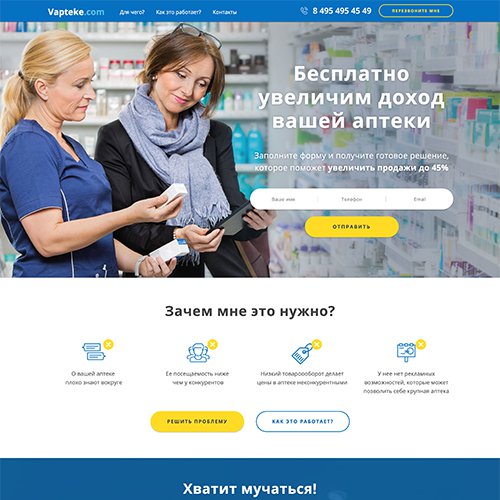 Vapteke.com
Для чего?
Как это работает?
Контакты
8 495 495 45 49
ПЕРЕЗВОНИТЕ МНЕ
Бесплатно
увеличим доход
вашей аптеки
Заполните форму и получите готовое решение,
которое поможет увеличить продажи до 45%
Ваше имя
Телефон
Email
ОТПРАВИТЬ
Зачем мне это нужно?
О вашей аптеке
плохо знают вокруге
Ее посещаемость ниже
чем у конкурентов
Низкий товароооборот делает
цены в аптеке неконкурентными
У нее нет рекламных
возможностей, которые может
позволить себе крупная аптека
РЕШИТЬ ПРОБЛЕМУ
КАК ЭТО РАБОТАЕТ?
Хватит мучаться!